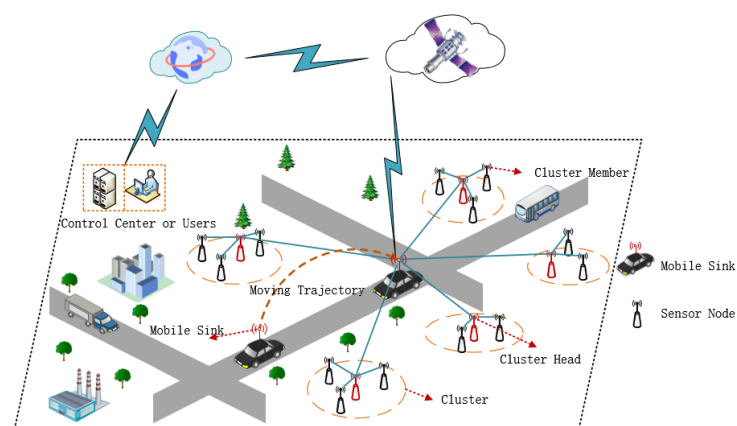 Cluster Member
Control Center or Users
Mobile Sink
Moving Trajectory
Sensor Node
Mobile Sink
Cluster Head
Cluster